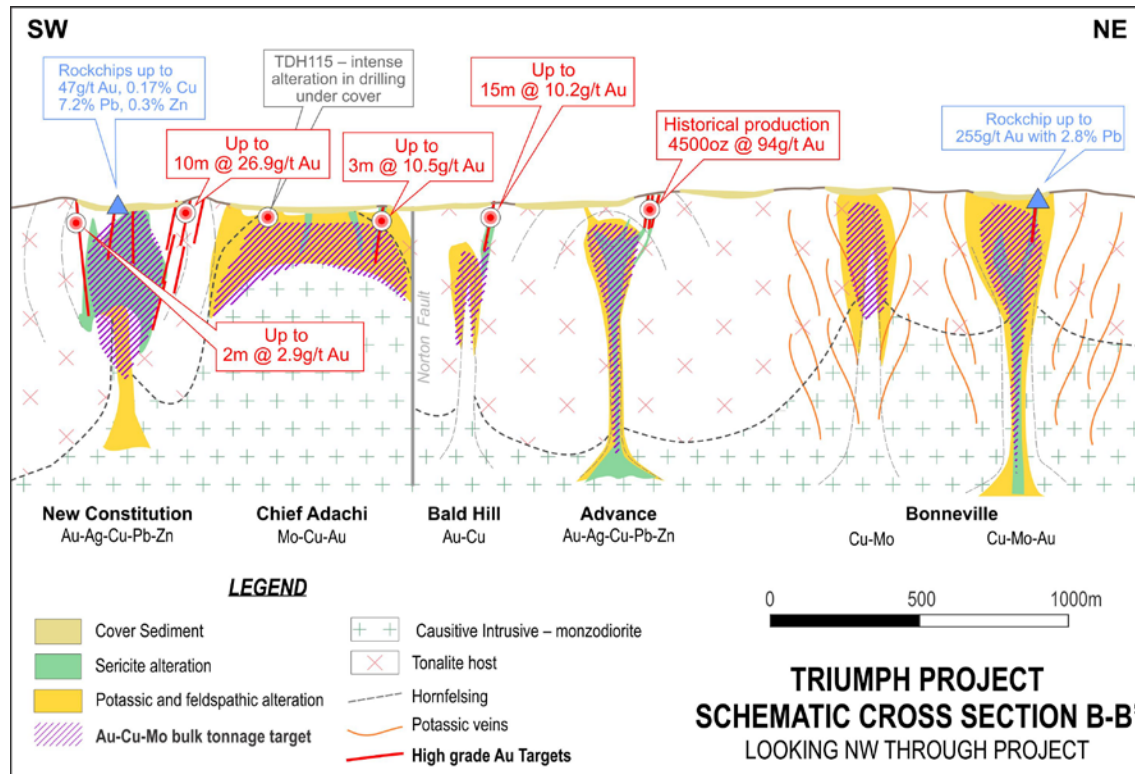 SW
NE
Rockchips up to
47g/t Au, 0.17% Cu
7.2% Pb, 0.3% Zn
TDH115 – intense
alteration in drilling
under cover
Up to
15m @ 10.2g/t Au
Up to
10m @ 26.9g/t Au
Up to
3m @ 10.5g/t Au
Historical production
4500oz @ 94g/t Au
Rockchip up to
255g/t Au with 2.8% Pb
Up to
2m @ 2.9g/t Au
Norton Fault
New Constitution
Au-Ag-Cu-Pb-Zn
Chief Adachi
Mo-Cu-Au
Bald Hill
Au-Cu
Advance
Au-Ag-Cu-Pb-Zn
Bonneville
Cu-Mo
Cu-Mo-Au
LEGEND
Cover Sediment
Sericite alteration
Potassic and feldspathic alteration
Au-Cu-Mo bulk tonnage target
Causitive Intrusive – monzodiorite
Tonalite host
Hornfelsing
Potassic veins
High grade Au Targets
0 500 1000m
TRIUMPH PROJECT
SCHEMATIC CROSS SECTION B-B'
LOOKING NW THROUGH PROJECT